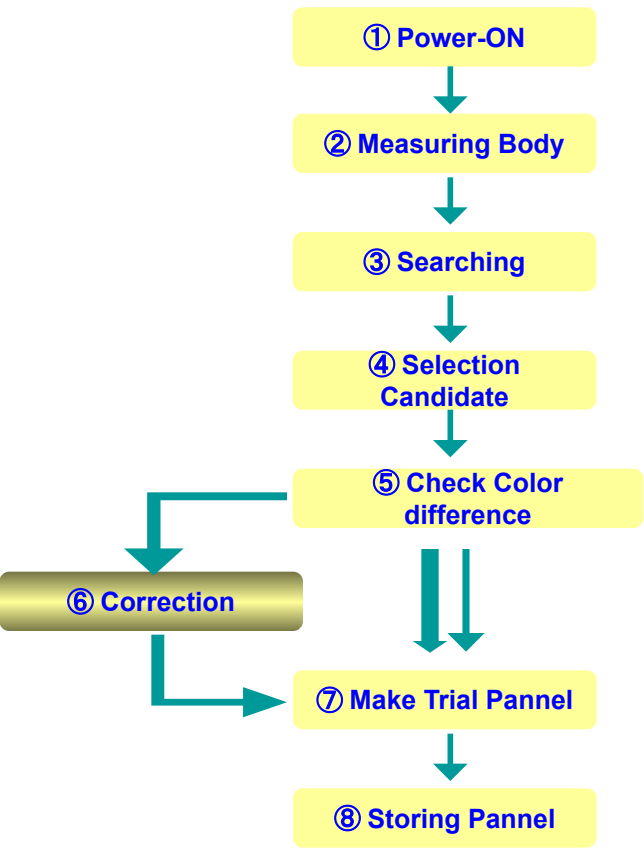 ① Power-ON
② Measuring Body
③ Searching
④ Selection
Candidate
⑤ Check Color
difference
⑥ Correction
⑦ Make Trial Pannel
⑧ Storing Pannel